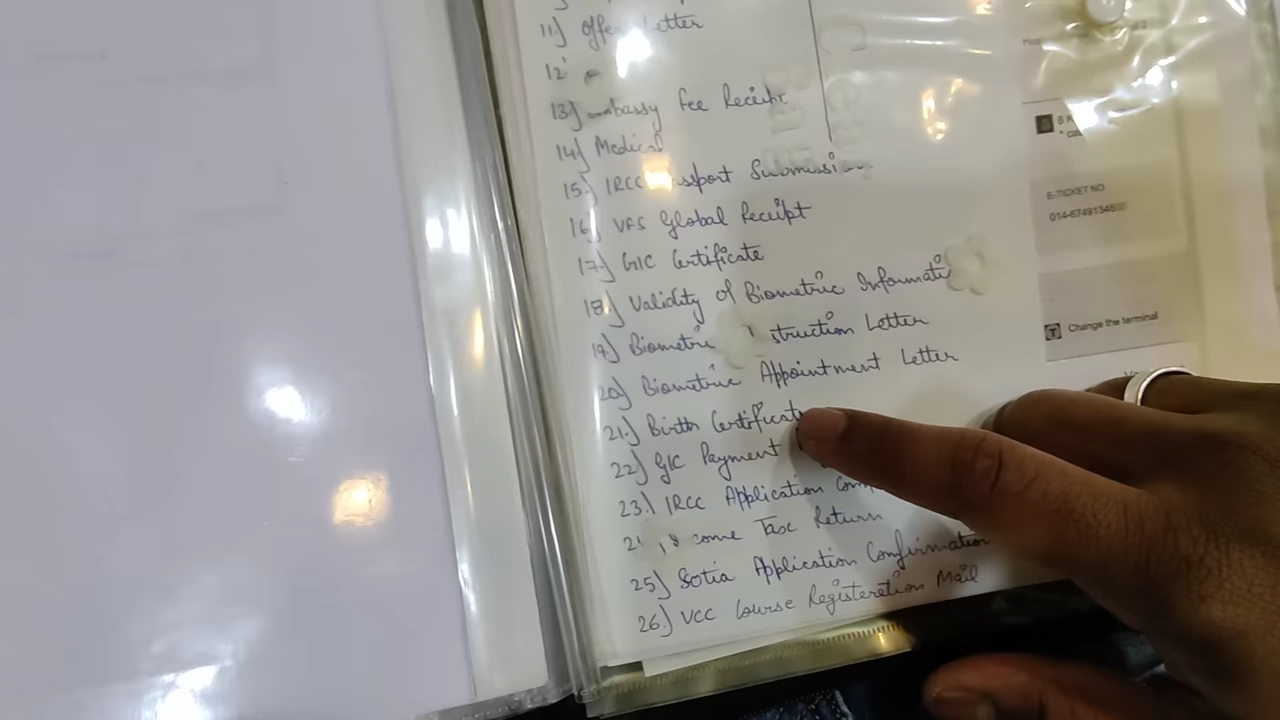 11.) Offer Letter
12
13.) embassy Fee Receipt
14.) Medical
15.) IRCC Submission
16.) VFS Global Receipt
17.) GIC Certificate
18.) Validity of Biometric Informati
19.) Biometric struction Letter
20.) Biometric Appointment Letter
21.) Birth Certificate
22.) GIC Payment
23.) IRCC Application
come Tax Return
25.) Scotia Application Confirmation
26.) VCC Course Registeration Mail
E-TICKET NO
Change the terminal